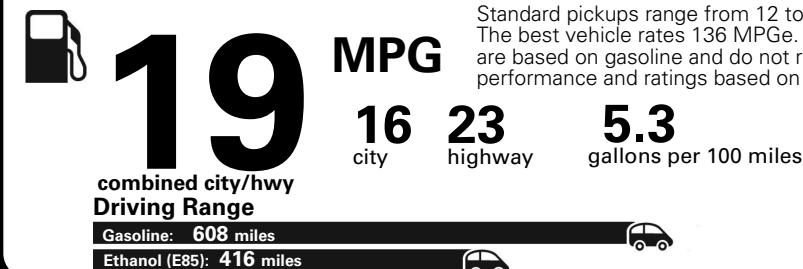 Standard pickups range from 12 to
The best vehicle rates 136 MPGe.
are based on gasoline and do not r
performance and ratings based on
19 MPG
16 23 5.3
city highway gallons per 100 miles
combined city/hwy
Driving Range
Gasoline: 608 miles
Ethanol (E85): 416 miles